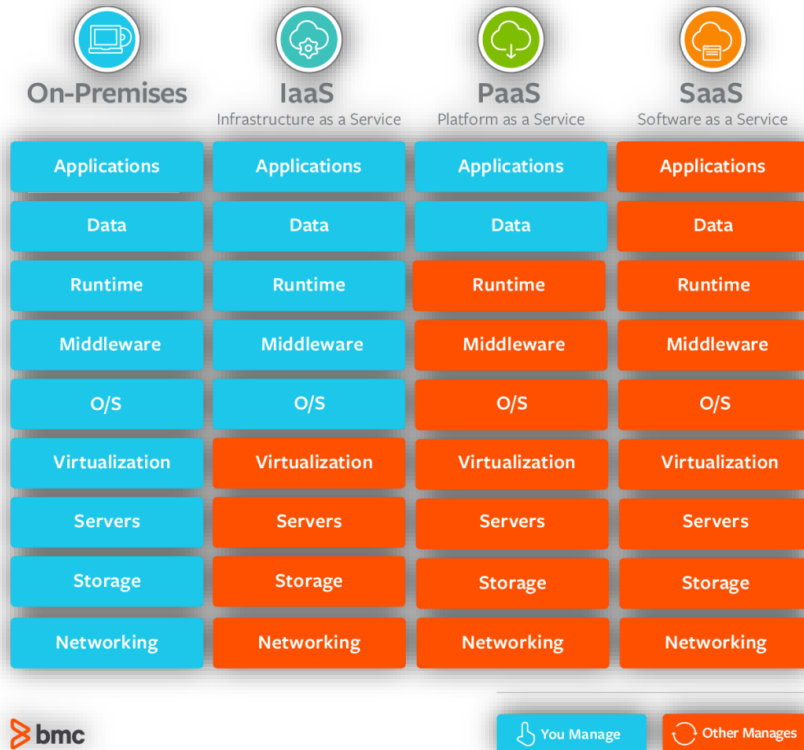 On-Premises IaaS PaaS SaaS
Infrastructure as a Service Platform as a Service Software as a Service
Applications Applications Applications Applications
Data Data Data Data
Runtime Runtime Runtime Runtime
Middleware Middleware Middleware Middleware
O/S O/S O/S O/S
Virtualization Virtualization Virtualization Virtualization
Servers Servers Servers Servers
Storage Storage Storage Storage
Networking Networking Networking Networking
bmc You Manage Other Manages